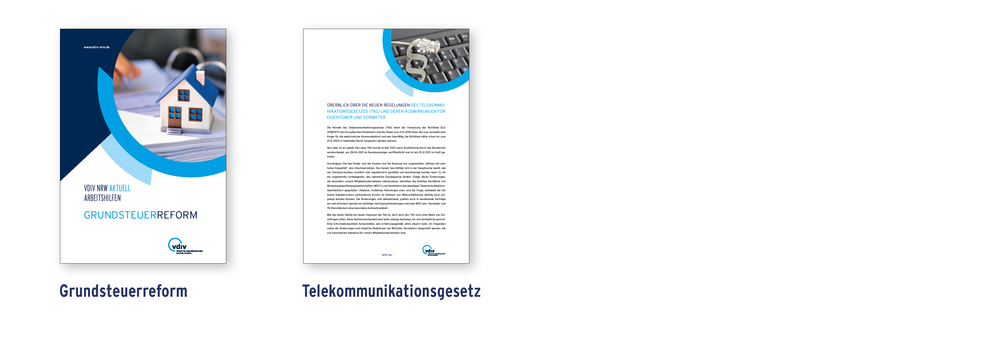 www.vdiv-nrw.de
VDIV NRW AKTUELL
ARBEITSHILFEN
GRUNDSTEUERREFORM
vdiv
Verband der Immobilienverwalter
Nordrhein-Westfalen
Grundsteuerreform
ÜBERBLICK ÜBER DIE NEUEN REGELUNGEN DES TELEKOMMU-
NIKATIONSGESETZES (TKG) UND DEREN AUSWIRKUNGEN FÜR
EIGENTÜMER UND VERMIETER
Die Novelle des Telekommunikationsgesetzes (TKG) dient der Umsetzung der Richtlinie (EU)
2018/1972 des Europäischen Parlaments und des Rates vom 11.12.2018 (über den sog. europäischen
Kodex für die elektronische Kommunikation) und war überfällig; die Richtlinie hätte schon bis zum
21.12.2020 in nationales Recht umgesetzt werden müssen.
Nun aber ist es soweit: Das neue TKG wurde im Mai 2021 (nach Zustimmung durch den Bundesrat)
verabschiedet, am 28.06.2021 im Bundesanzeiger veröffentlicht und ist am 01.12.2021 in Kraft ge-
treten.
Vorrangiges Ziel des Kodex sind der Ausbau und die Nutzung von sogenannten „Netzen mit sehr
hoher Kapazität“, also Glasfasernetzen. Das Gesetz beschäftigt sich in der Hauptsache damit, wie
der Glasfaser-Ausbau rechtlich und regulatorisch gestaltet und beschleunigt werden kann. Es ist
ein sogenanntes Artikelgesetz, das zahlreiche Einzelgesetze ändert. Einige dieser Änderungen,
die besonders unsere Mitgliedsunternehmen interessieren, betreffen das künftige Verhältnis von
Wohnungseigentümergemeinschaften (WEG's) und Vermietern den jeweiligen Telekommunikations-
dienstleistern gegenüber (Telekom, Vodafone, Netcologne usw.) und die Frage, inwieweit die mit
einem Kabelanschluss verbundenen Kosten im Rahmen von Mietverhältnissen künftig noch um-
gelegt werden können. Die Änderungen sind weitreichend, greifen auch in bestehende Verträge
ein und erfordern gerade bei künftigen Vertragsverhandlungen zwischen WEG bzw. Vermieter und
TK-Dienstleistern eine besondere Aufmerksamkeit.
Wie das leider häufig bei neuen Gesetzen der Fall ist, lässt auch das TKG noch eine Reihe von Ein-
zelfragen offen. Diese Rechtsunsicherheit wird wohl solange bestehen, bis sich einheitliche gericht-
liche Entscheidungslinien herausbilden, was erfahrungsgemäß Jahre dauern kann. Im Folgenden
sollen die Änderungen und mögliche Reaktionen der WEG/des Vermieters dargestellt werden, die
von besonderem Interesse für unsere Mitgliedsunternehmen sind.
- SEITE 1/6 -
vdiv
Telekommunikationsgesetz